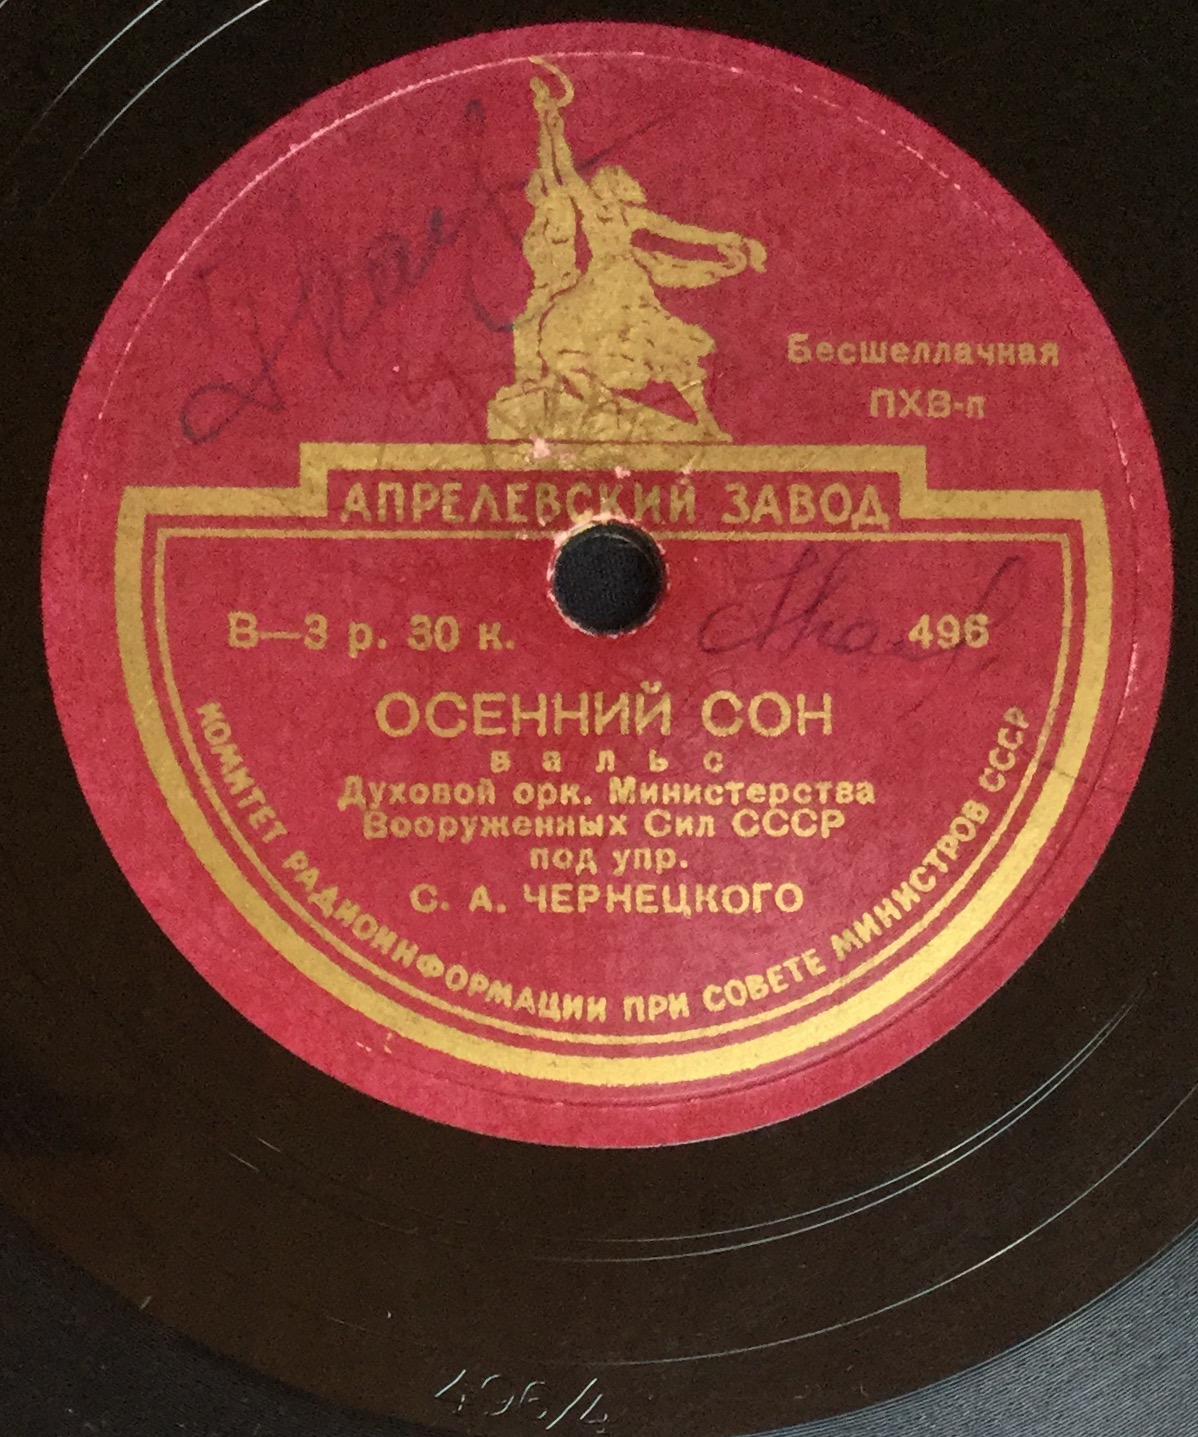 Бесшеллачная
ПХВ-п
АПРЕЛЕВСКИЙ ЗАВОД
В—3 р. 30 к.
496
ОСЕННИЙ СОН
вальс
Духовой орк. Министерства
Вооруженных Сил СССР
под упр.
С. А. ЧЕРНЕЦКОГО
КОМИТЕТ РАДИОИНФОРМАЦИИ ПРИ СОВЕТЕ МИНИСТРОВ СССР
496/4